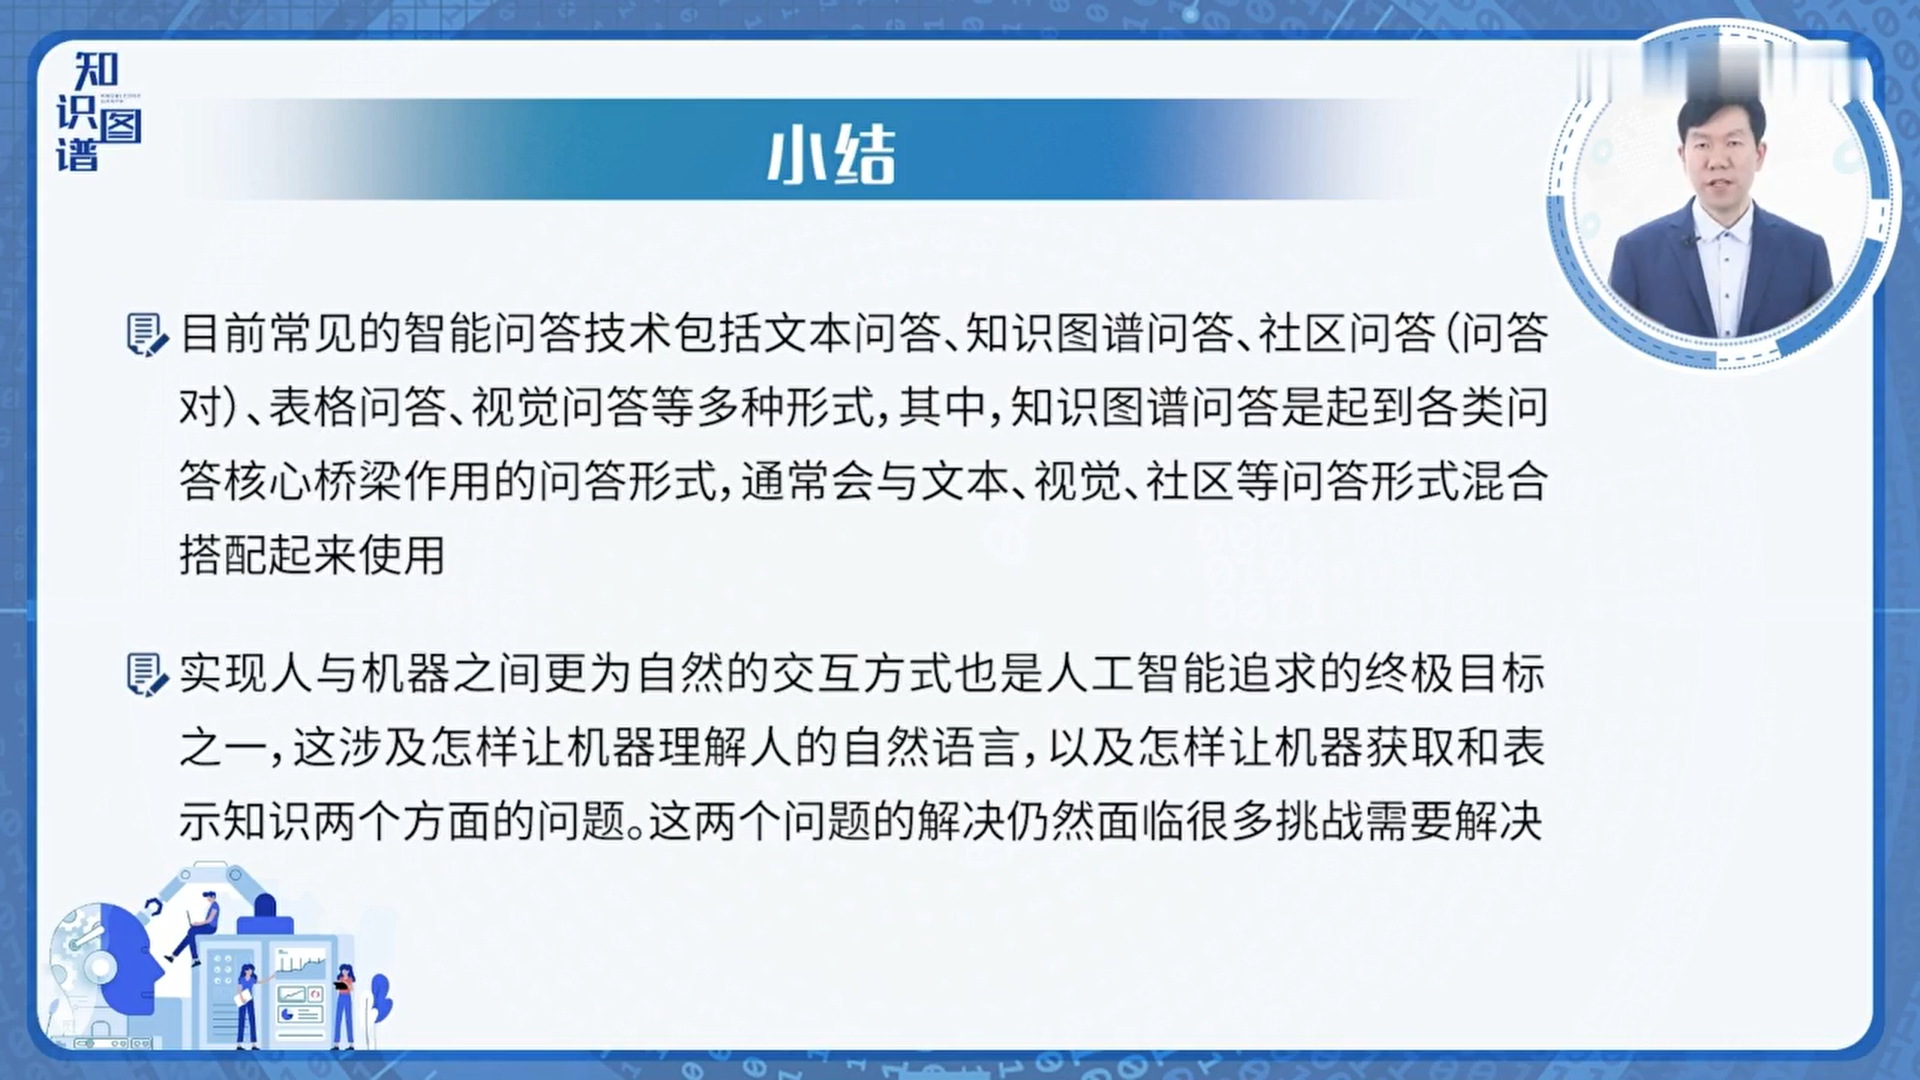 知识图谱
小结
目前常见的智能问答技术包括文本问答、知识图谱问答、社区问答(问答
对)、表格问答、视觉问答等多种形式,其中,知识图谱问答是起到各类问
答核心桥梁作用的问答形式,通常会与文本、视觉、社区等问答形式混合
搭配起来使用
实现人与机器之间更为自然的交互方式也是人工智能追求的终极目标
之一,这涉及怎样让机器理解人的自然语言,以及怎样让机器获取和表
示知识两个方面的问题。这两个问题的解决仍然面临很多挑战需要解决